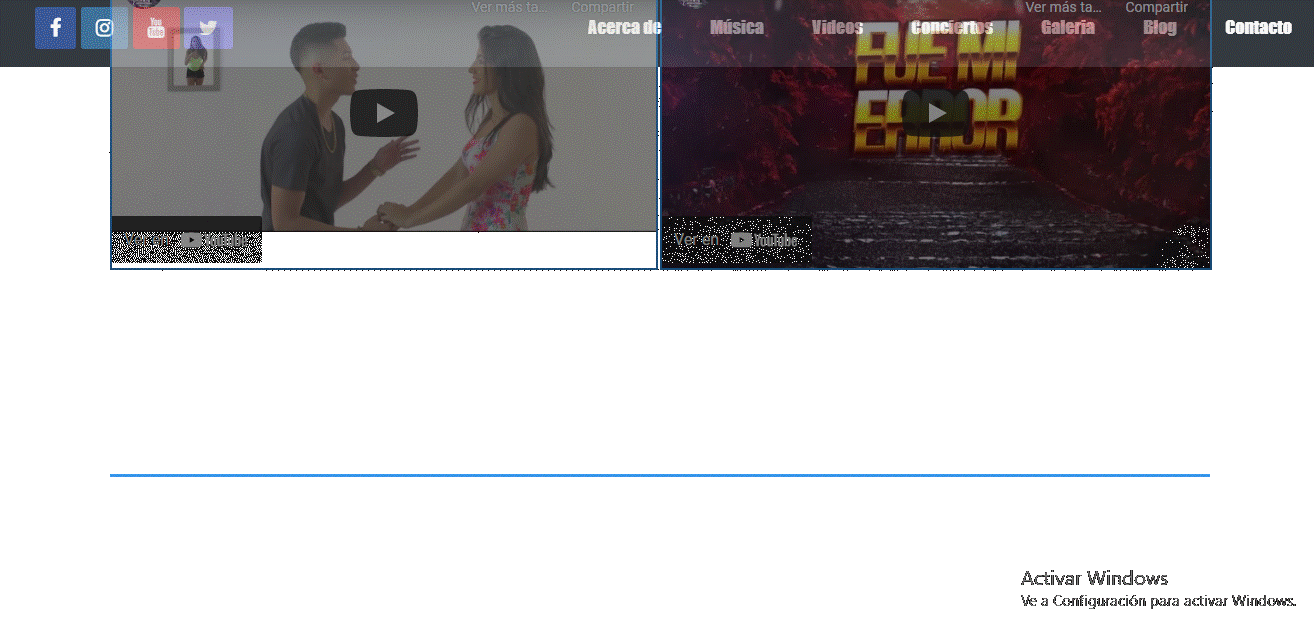 Ver más ta... Compartir Ver más ta... Compartir
You
Tube
Acerca de Música Videos Conciertos Galería Blog Contacto
FUE MI
ERROR
Ver en YouTube
Ver en YouTube
Activar Windows
Ve a Configuración para activar Windows.